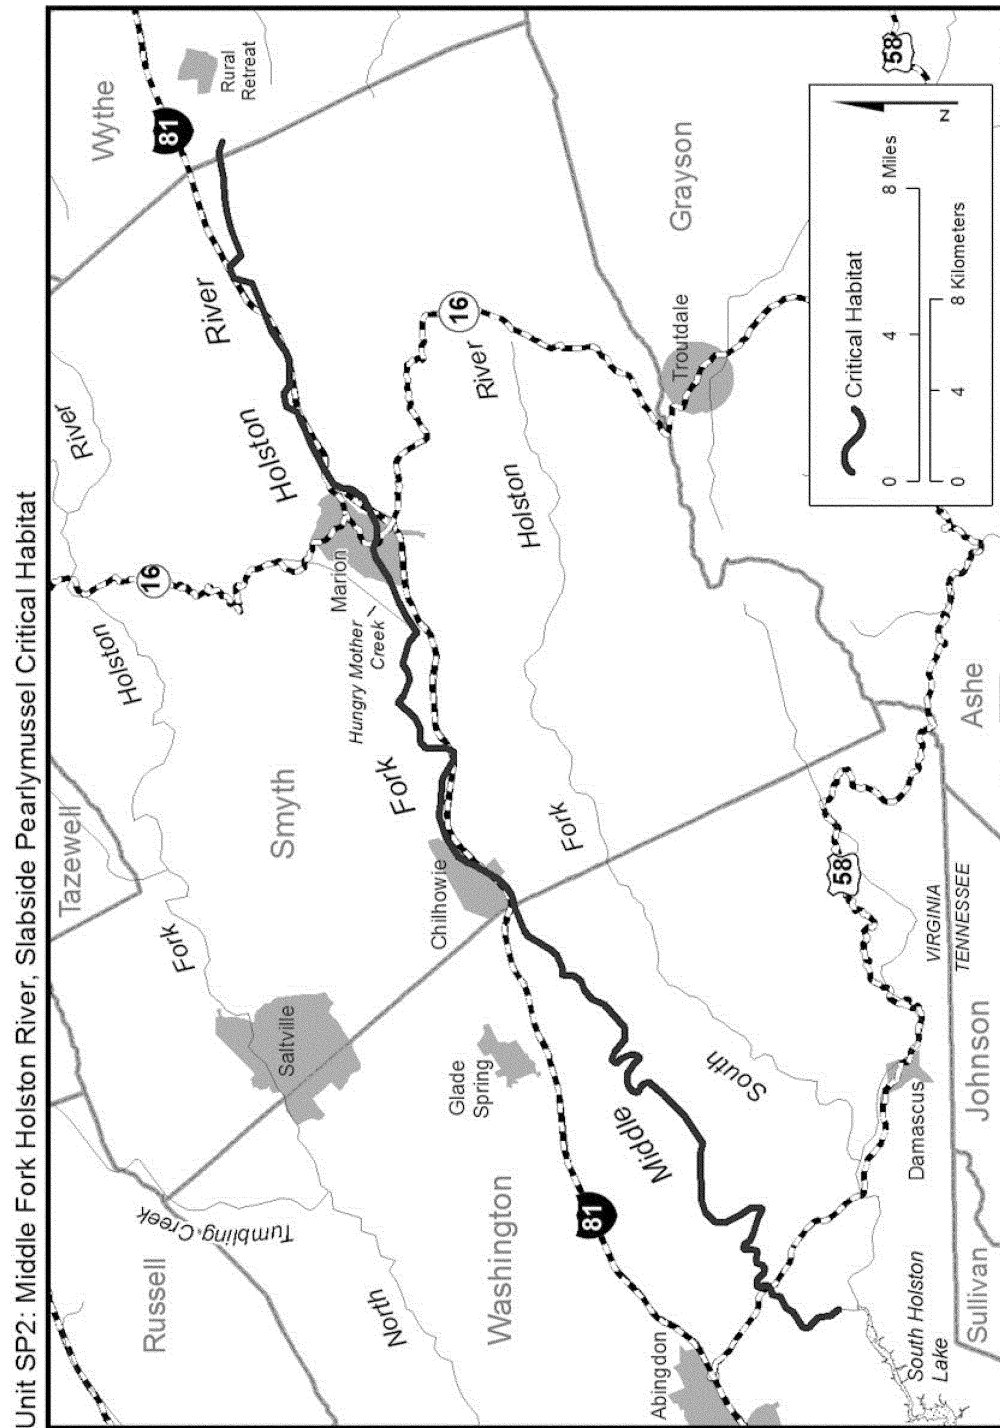 Unit SP2: Middle Fork Holston River, Slabside Pearlymussel Critical Habitat
Tazewell
Russell
Tumbling Creek
North
Fork
Holston
River
16
Saltville
Smyth
Wythe
81
Rural
Retreat
River
Holston
Marion
Hungry Mother
Creek
Fork
Chilhowie
Glade
Spring
Washington
81
Middle
Abingdon
16
River
Holston
Fork
South
Grayson
Troutdale
58
58
Damascus
VIRGINIA
TENNESSEE
South Holston
Lake
Sullivan
Johnson
Ashe
Critical Habitat
0
4
8 Miles
0
4
8 Kilometers
N